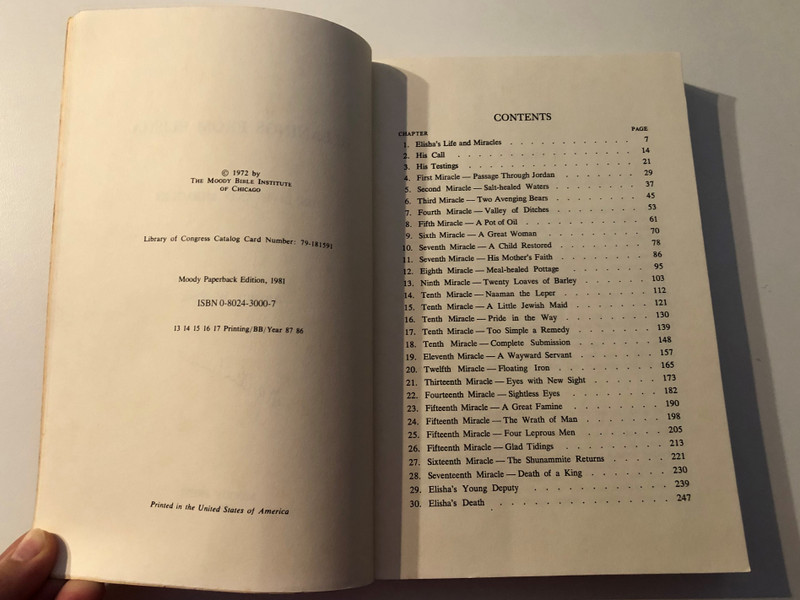 © 1972 by
THE MOODY BIBLE INSTITUTE
OF CHICAGO
Library of Congress Catalog Card Number: 79-181591
Moody Paperback Edition, 1981
ISBN 0-8024-3000-7
13 14 15 16 17 Printing/BB/Year 87 86
Printed in the United States of America
CONTENTS
CHAPTER PAGE
1. Elisha's Life and Miracles . . . . . . . . . . 7
2. His Call . . . . . . . . . . 14
3. His Testings . . . . . . . . . . 21
4. First Miracle — Passage Through Jordan . . . . . . 29
5. Second Miracle — Salt-healed Waters . . . . . . 37
6. Third Miracle — Two Avenging Bears . . . . . . 45
7. Fourth Miracle — Valley of Ditches . . . . . . 53
8. Fifth Miracle — A Pot of Oil . . . . . . . . 61
9. Sixth Miracle — A Great Woman . . . . . . . 70
10. Seventh Miracle — A Child Restored . . . . . . 78
11. Seventh Miracle — His Mother's Faith . . . . . . 86
12. Eighth Miracle — Meal-healed Pottage . . . . . . 95
13. Ninth Miracle — Twenty Loaves of Barley . . . . . 103
14. Tenth Miracle — Naaman the Leper . . . . . . 112
15. Tenth Miracle — A Little Jewish Maid . . . . . . 121
16. Tenth Miracle — Pride in the Way . . . . . . . 130
17. Tenth Miracle — Too Simple a Remedy . . . . . . 139
18. Tenth Miracle — Complete Submission . . . . . . 148
19. Eleventh Miracle — A Wayward Servant . . . . . . 157
20. Twelfth Miracle — Floating Iron . . . . . . . 165
21. Thirteenth Miracle — Eyes with New Sight . . . . . 173
22. Fourteenth Miracle — Sightless Eyes . . . . . . 182
23. Fifteenth Miracle — A Great Famine . . . . . . 190
24. Fifteenth Miracle — The Wrath of Man . . . . . . 198
25. Fifteenth Miracle — Four Leprous Men . . . . . . 205
26. Fifteenth Miracle — Glad Tidings . . . . . . . 213
27. Sixteenth Miracle — The Shunammite Returns . . . . 221
28. Seventeenth Miracle — Death of a King . . . . . 230
29. Elisha's Young Deputy . . . . . . . . . . 239
30. Elisha's Death . . . . . . . . . . . 247